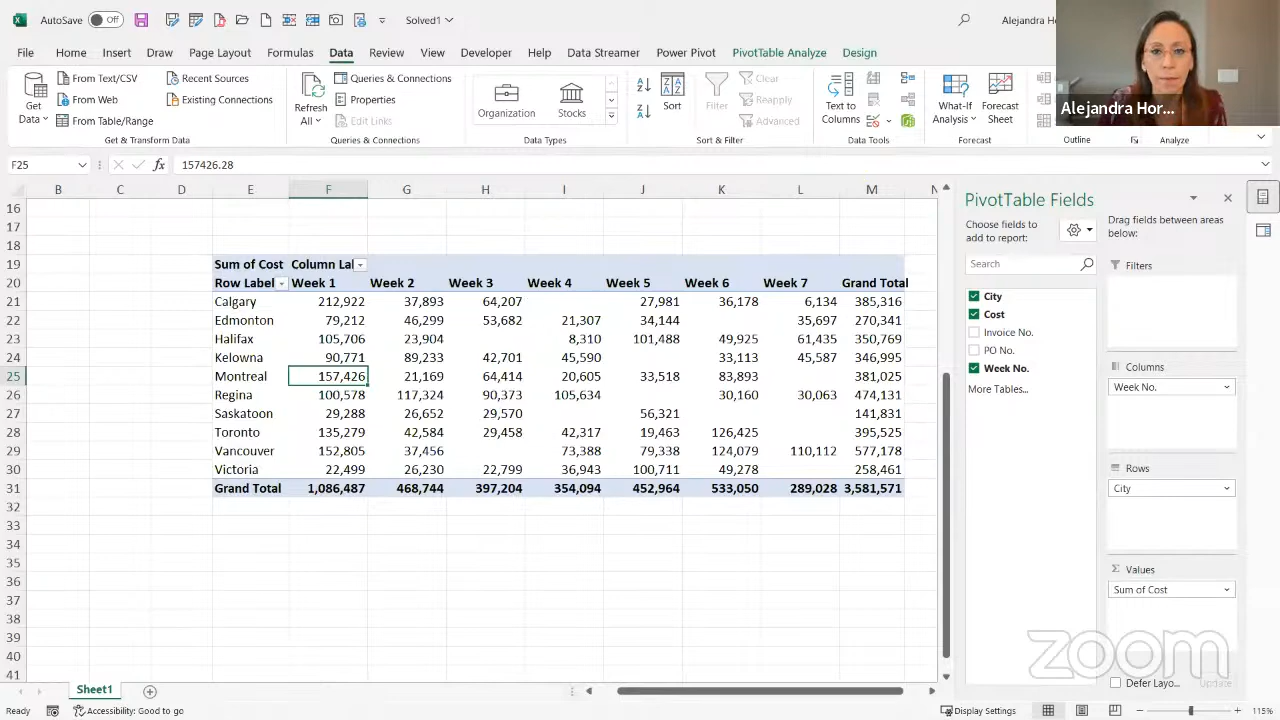 AutoSave Off Solved1 Alejandra Ho
File Home Insert Draw Page Layout Formulas Data Review View Developer Help Data Streamer Power Pivot PivotTable Analyze Design
Get Data
From Text/CSV
From Web
From Table/Range
Recent Sources
Existing Connections
Get & Transform Data
Refresh All
Queries & Connections
Properties
Edit Links
Queries & Connections
Organization
Stocks
Data Types
Sort
Filter
Clear
Reapply
Advanced
Sort & Filter
Text to Columns
Data Tools
What-If Analysis
Forecast Sheet
Forecast
Outline
Analyze
Alejandra Hor...
F25 fx 157426.28
B C D E F G H I J K L M N
16
17
18
19 Sum of Cost Column Lal
20 Row Label Week 1 Week 2 Week 3 Week 4 Week 5 Week 6 Week 7 Grand Total
21 Calgary 212,922 37,893 64,207 27,981 36,178 6,134 385,316
22 Edmonton 79,212 46,299 53,682 21,307 34,144 35,697 270,341
23 Halifax 105,706 23,904 8,310 101,488 49,925 61,435 350,769
24 Kelowna 90,771 89,233 42,701 45,590 33,113 45,587 346,995
25 Montreal 157,426 21,169 64,414 20,605 33,518 83,893 381,025
26 Regina 100,578 117,324 90,373 105,634 30,160 30,063 474,131
27 Saskatoon 29,288 26,652 29,570 56,321 141,831
28 Toronto 135,279 42,584 29,458 42,317 19,463 126,425 395,525
29 Vancouver 152,805 37,456 73,388 79,338 124,079 110,112 577,178
30 Victoria 22,499 26,230 22,799 36,943 100,711 49,278 258,461
31 Grand Total 1,086,487 468,744 397,204 354,094 452,964 533,050 289,028 3,581,571
32
33
34
35
36
37
38
39
40
41
PivotTable Fields
Choose fields to add to report:
Search
City
Cost
Invoice No.
PO No.
Week No.
More Tables...
Drag fields between areas below:
Filters
Columns
Week No.
Rows
City
Σ Values
Sum of Cost
Defer Layo...
Update
zoom
Sheet1
Ready Accessibility: Good to go Display Settings 115%